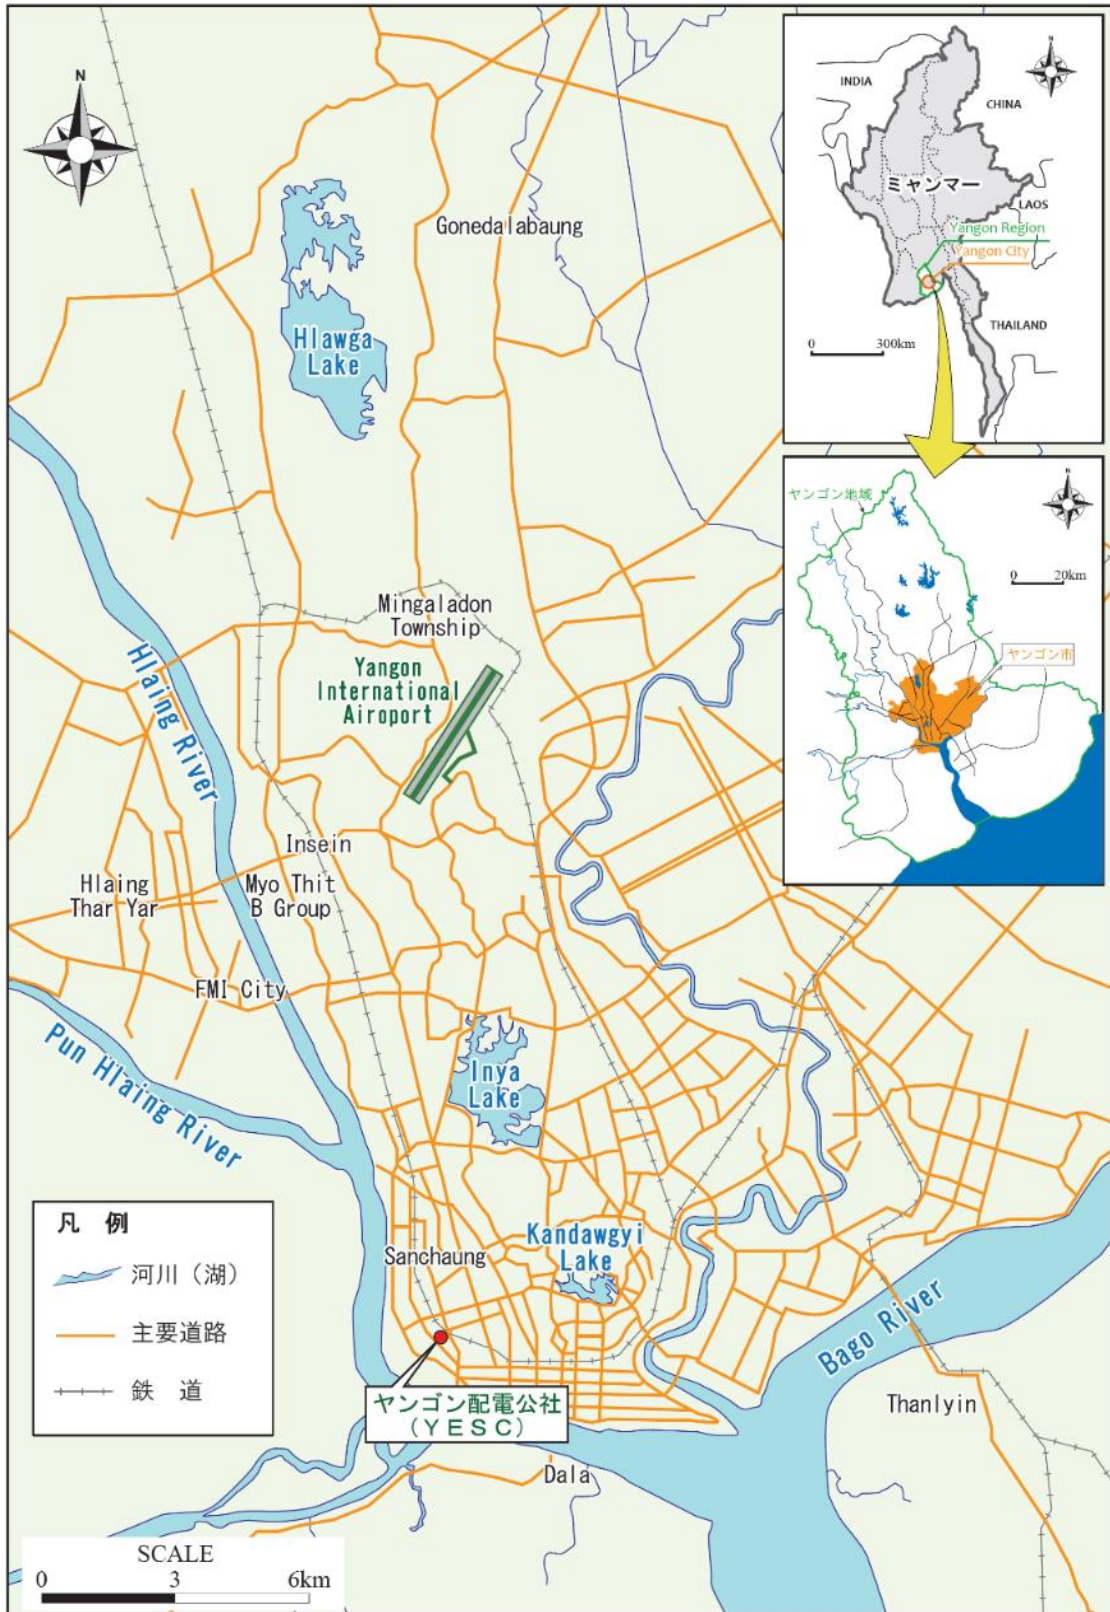 N
Gonedalabaung
Hlawga
Lake
Mingaladon
Township
Yangon
International
Airoport
Hlaing River
Insein
Hlaing
Thar Yar
Myo Thit
B Group
FMI City
Pun Hlaing River
Inya
Lake
Kandawgyi
Lake
Sanchaung
Bago River
Thanlyin
Dala
ヤンゴン配電公社
(ＹＥＳＣ)
凡 例
河川（湖）
主要道路
鉄 道
SCALE
0 3 6km
N
INDIA
CHINA
ミャンマー
LAOS
Yangon Region
Yangon City
THAILAND
0 300km
N
ヤンゴン地域
0 20km
ヤンゴン市